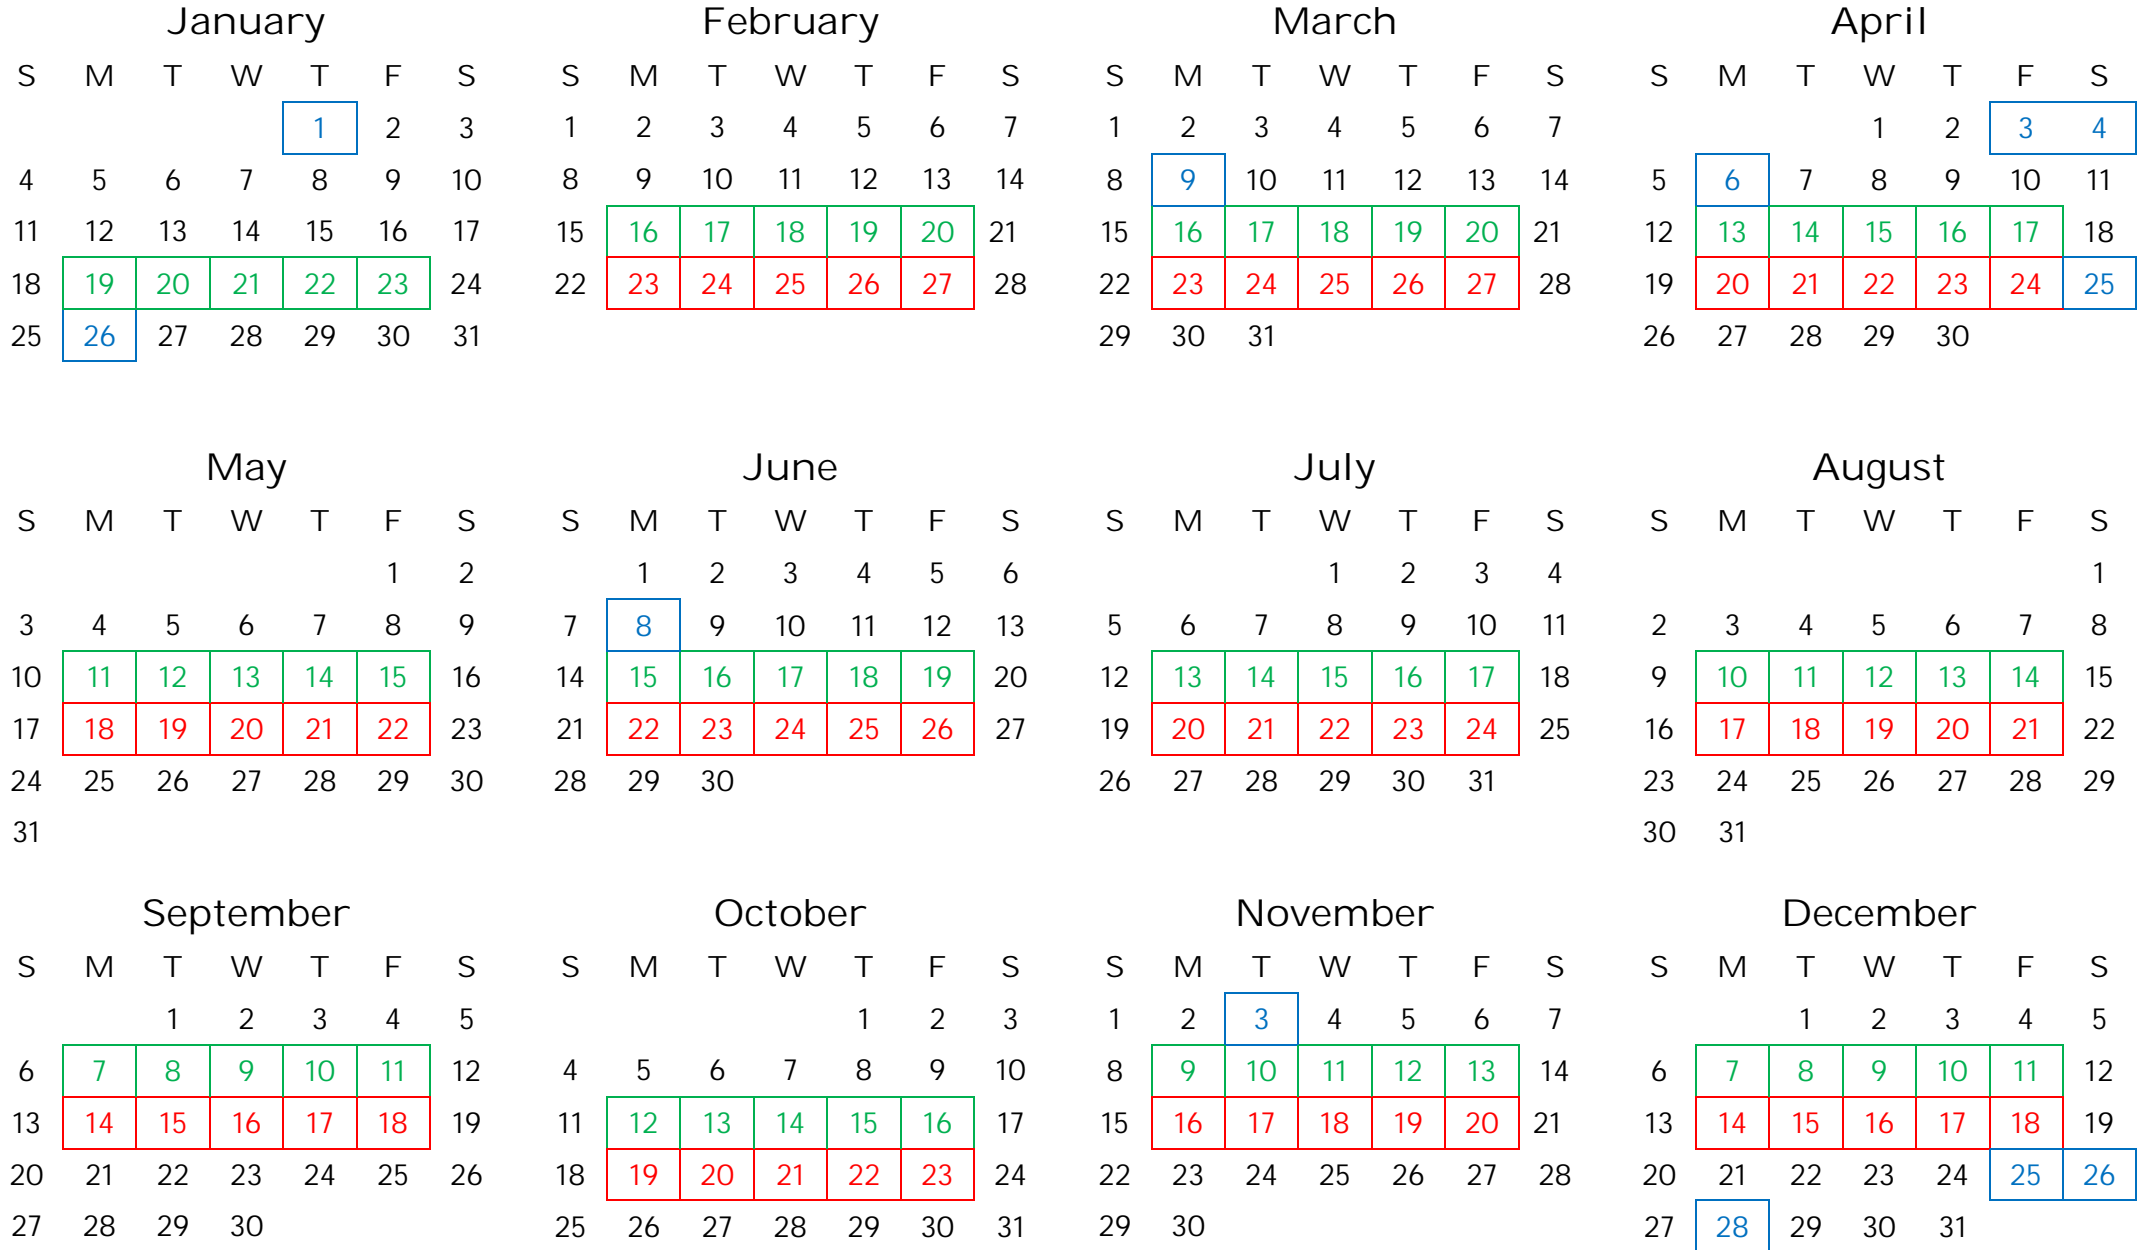 January February March April
S M T W T F S S M T W T F S S M T W T F S S M T W T F S
1 2 3 1 2 3 4 5 6 7 1 2 3 4 5 6 7 1 2 3 4
4 5 6 7 8 9 10 8 9 10 11 12 13 14 8 9 10 11 12 13 14 5 6 7 8 9 10 11
11 12 13 14 15 16 17 15 16 17 18 19 20 21 15 16 17 18 19 20 21 12 13 14 15 16 17 18
18 19 20 21 22 23 24 22 23 24 25 26 27 28 22 23 24 25 26 27 28 19 20 21 22 23 24 25
25 26 27 28 29 30 31 29 30 31 26 27 28 29 30
May June July August
S M T W T F S S M T W T F S S M T W T F S S M T W T F S
1 2 1 2 3 4 5 6 1 2 3 4 1
3 4 5 6 7 8 9 7 8 9 10 11 12 13 5 6 7 8 9 10 11 2 3 4 5 6 7 8
10 11 12 13 14 15 16 14 15 16 17 18 19 20 12 13 14 15 16 17 18 9 10 11 12 13 14 15
17 18 19 20 21 22 23 21 22 23 24 25 26 27 19 20 21 22 23 24 25 16 17 18 19 20 21 22
24 25 26 27 28 29 30 28 29 30 26 27 28 29 30 31 23 24 25 26 27 28 29
31 30 31
September October November December
S M T W T F S S M T W T F S S M T W T F S S M T W T F S
1 2 3 4 5 1 2 3 1 2 3 4 5 6 7 1 2 3 4 5
6 7 8 9 10 11 12 4 5 6 7 8 9 10 8 9 10 11 12 13 14 6 7 8 9 10 11 12
13 14 15 16 17 18 19 11 12 13 14 15 16 17 15 16 17 18 19 20 21 13 14 15 16 17 18 19
20 21 22 23 24 25 26 18 19 20 21 22 23 24 22 23 24 25 26 27 28 20 21 22 23 24 25 26
27 28 29 30 25 26 27 28 29 30 31 29 30 27 28 29 30 31